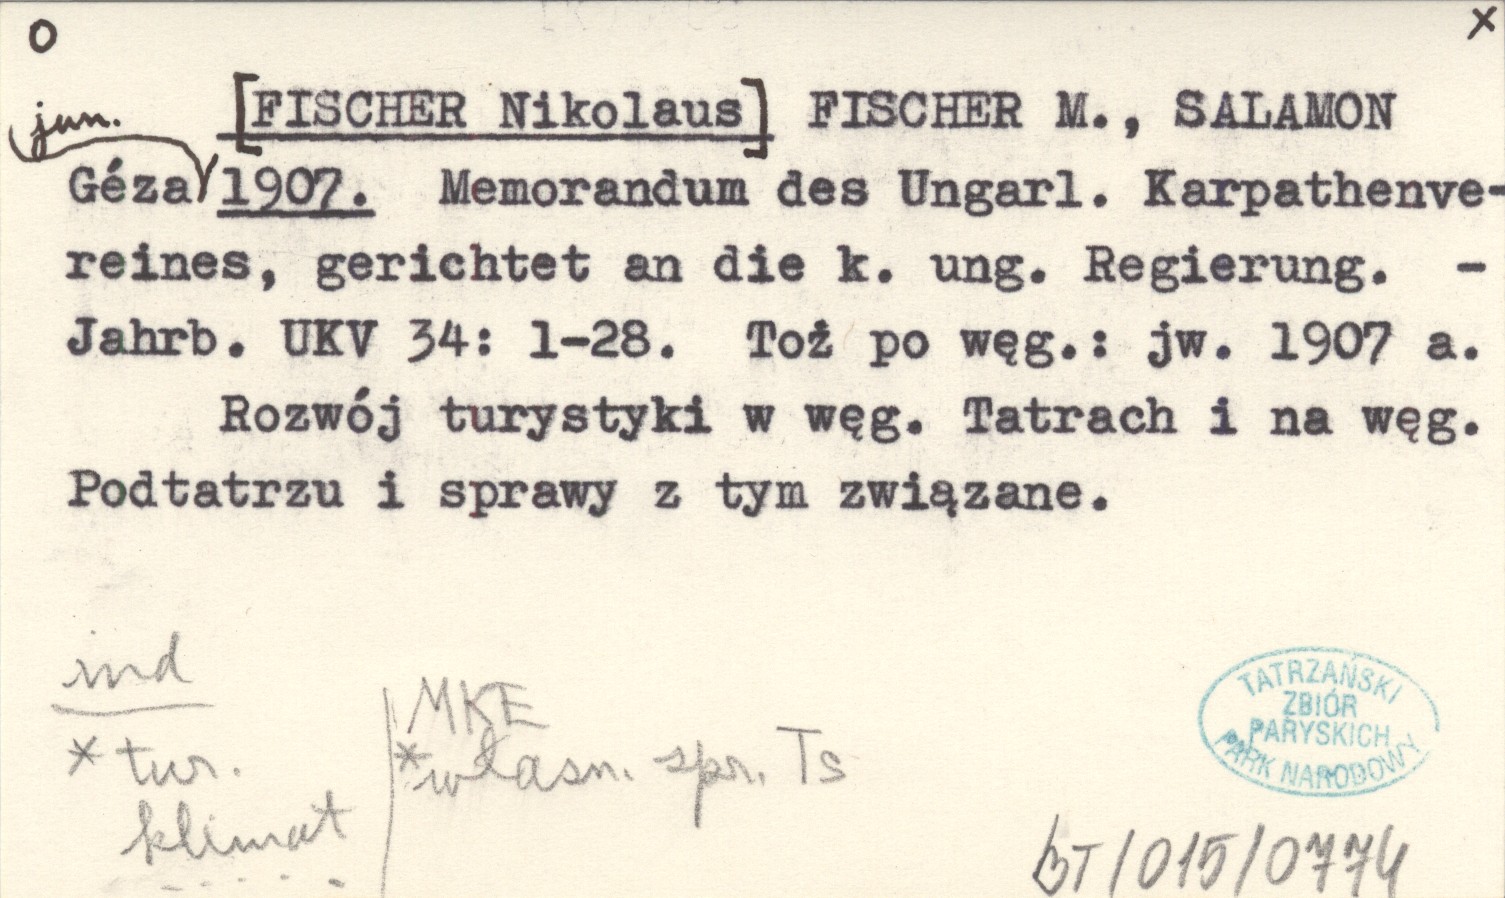 O
X
jun.
[FISCHER Nikolaus] FISCHER M., SALAMON
Géza 1907. Memorandum des Ungarl. Karpathenve-
reines, gerichtet an die k. ung. Regierung. -
Jahrb. UKV 34: 1-28. Toż po węg.: jw. 1907 a.
Rozwój turystyki w węg. Tatrach i na węg.
Podtatrzu i sprawy z tym związane.
ind
* tur.
klimat
MKE
*własn. spr. Ts
TATRZAŃSKI
ZBIÓR
PARYSKICH
PARK NARODOWY
BT/015/0774